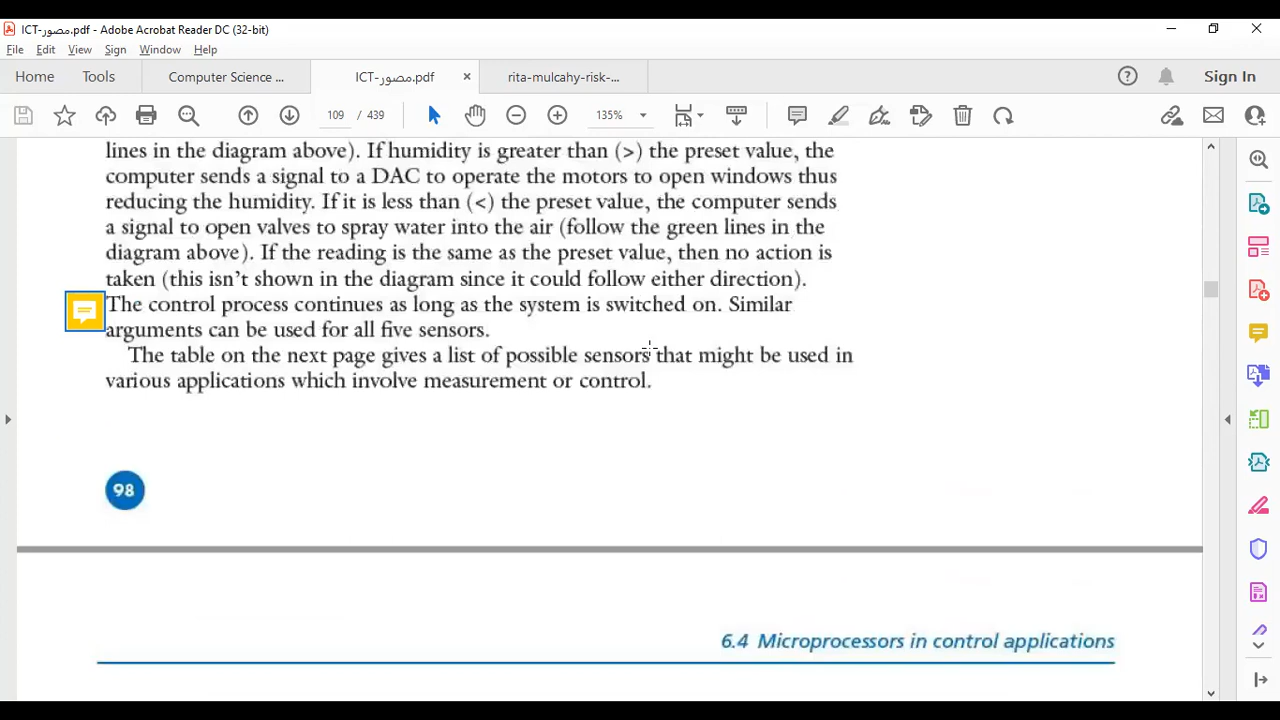 ICT-مصور.pdf - Adobe Acrobat Reader DC (32-bit)
File Edit View Sign Window Help
Home Tools Computer Science ... ICT-مصور.pdf × rita-mulcahy-risk-... Sign In
109 / 439 135%
lines in the diagram above). If humidity is greater than (>) the preset value, the
computer sends a signal to a DAC to operate the motors to open windows thus
reducing the humidity. If it is less than (<) the preset value, the computer sends
a signal to open valves to spray water into the air (follow the green lines in the
diagram above). If the reading is the same as the preset value, then no action is
taken (this isn't shown in the diagram since it could follow either direction).
The control process continues as long as the system is switched on. Similar
arguments can be used for all five sensors.
The table on the next page gives a list of possible sensors that might be used in
various applications which involve measurement or control.
98
6.4 Microprocessors in control applications